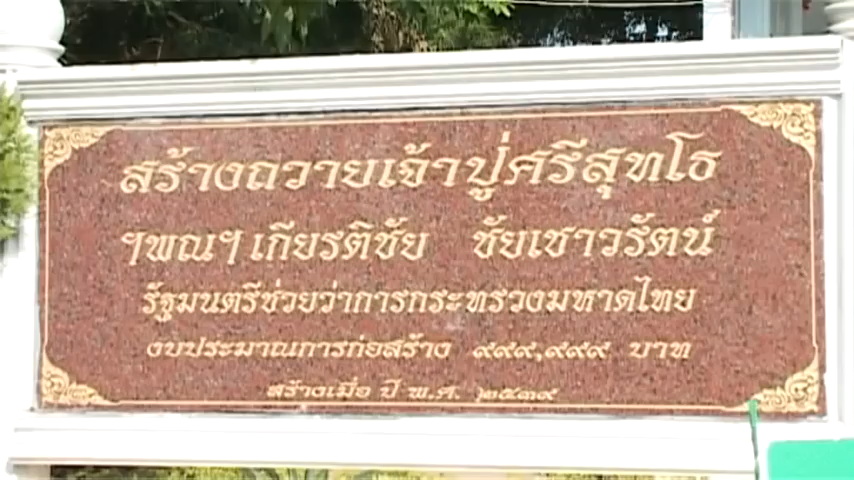 สร้างถวายเจ้าปู่ศรีสุทโธ
ฯพณฯ เกียรติชัย ชัยเชาวรัตน์
รัฐมนตรีช่วยว่าการกระทรวงมหาดไทย
งบประมาณการก่อสร้าง ๙๙๙,๙๙๙ บาท
สร้างเมื่อ ปี พ.ศ. ๒๕๓๙